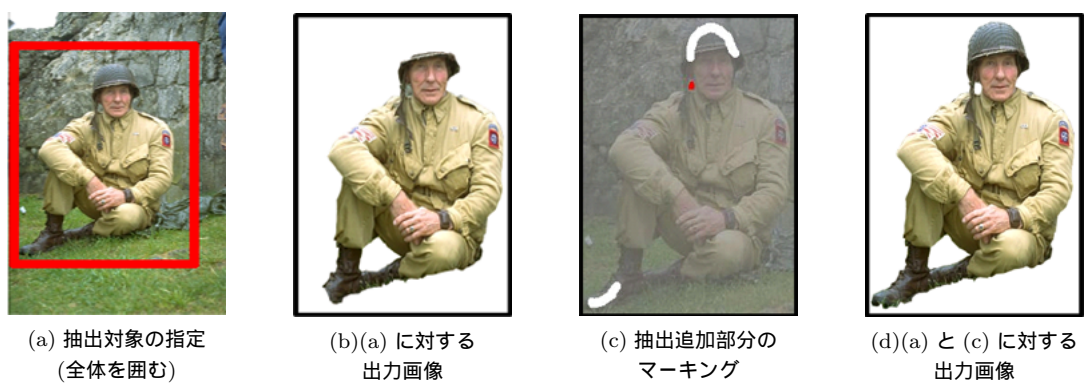 (a) 抽出対象の指定
(全体を囲む)
(b)(a) に対する
出力画像
(c) 抽出追加部分の
マーキング
(d)(a) と (c) に対する
出力画像